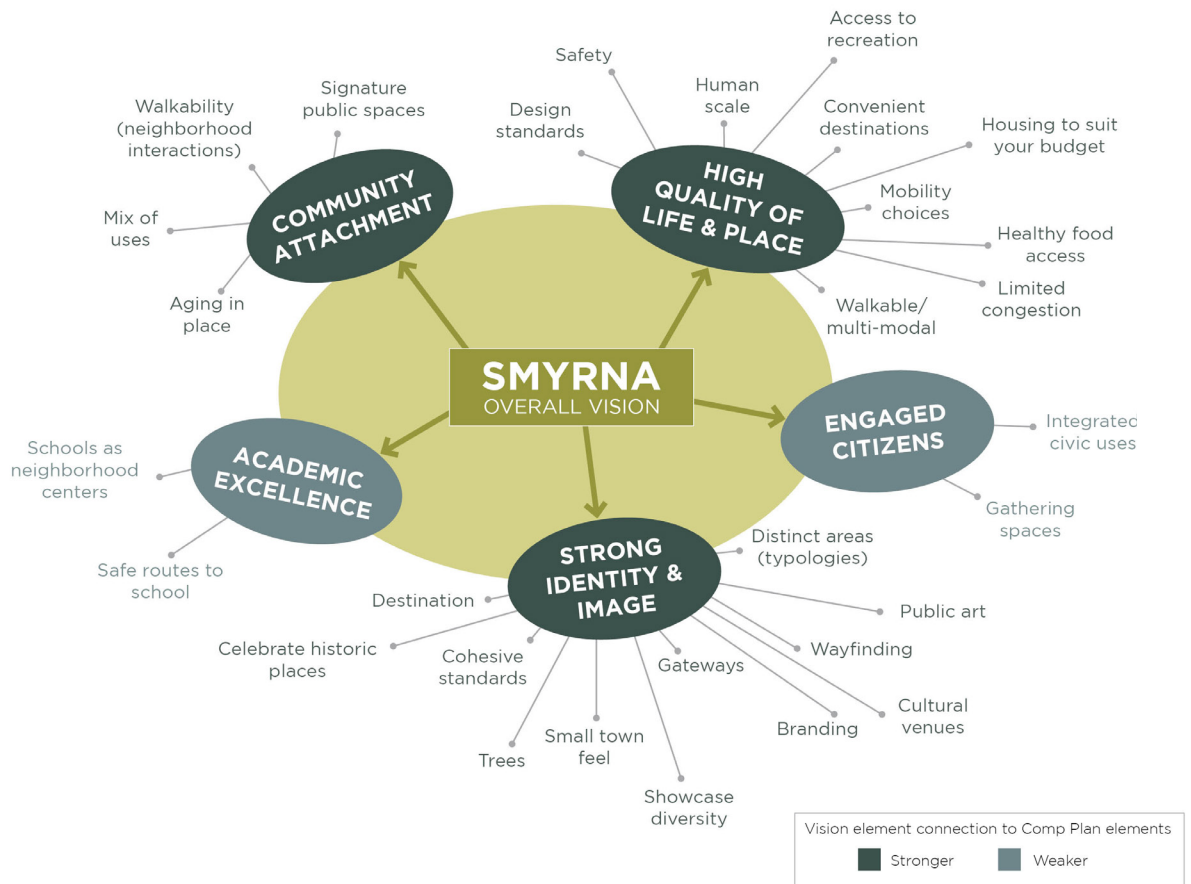 Access to
recreation
Safety
Human
scale
Signature
public spaces
Walkability
(neighborhood
interactions)
Design
standards
Convenient
destinations
Housing to suit
your budget
HIGH
QUALITY OF
LIFE & PLACE
COMMUNITY
ATTACHMENT
Mobility
choices
Mix of
uses
Healthy food
access
Aging in
place
Limited
congestion
Walkable/
multi-modal
SMYRNA
OVERALL VISION
ENGAGED
CITIZENS
Integrated
civic uses
Schools as
neighborhood
centers
ACADEMIC
EXCELLENCE
Gathering
spaces
Safe routes to
school
STRONG
IDENTITY &
IMAGE
Distinct areas
(typologies)
Destination
Public art
Celebrate historic
places
Cohesive
standards
Gateways
Wayfinding
Cultural
venues
Branding
Small town
feel
Trees
Showcase
diversity
Vision element connection to Comp Plan elements
Stronger
Weaker